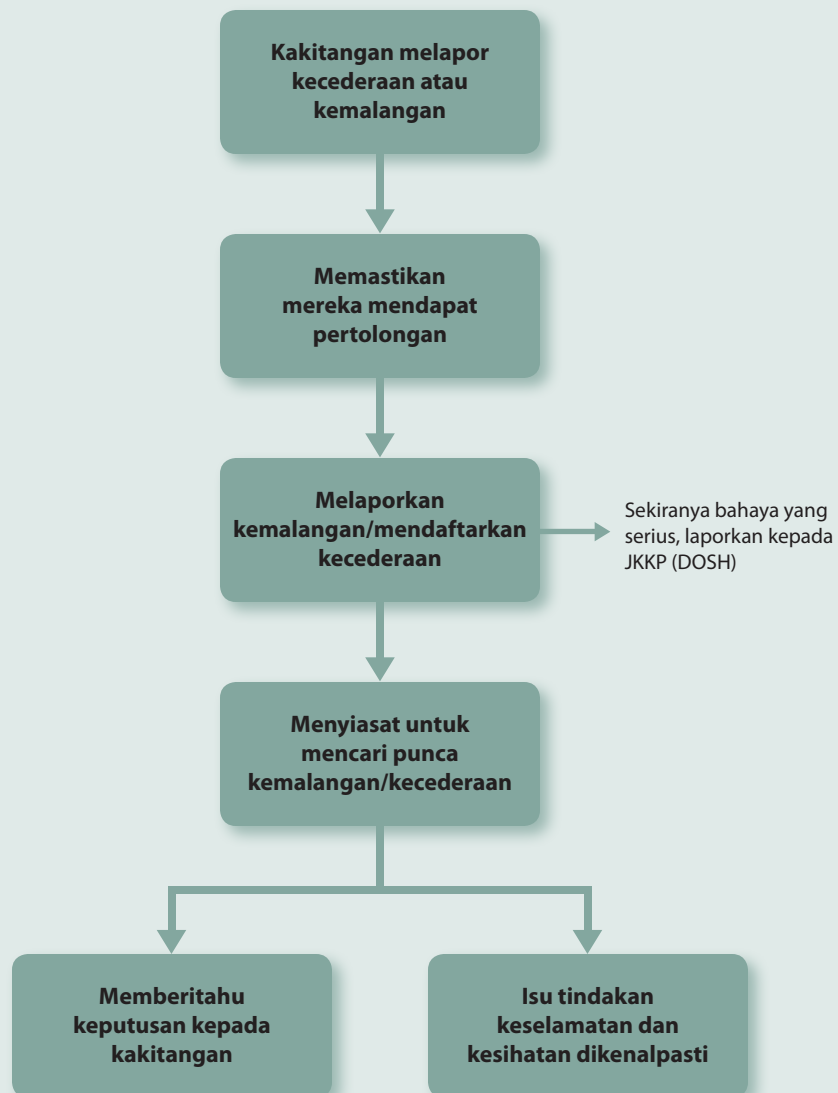 Kakitangan melapor
kecederaan atau
kemalangan
Memastikan
mereka mendapat
pertolongan
Melaporkan
kemalangan/mendaftarkan
kecederaan
Sekiranya bahaya yang
serius, laporkan kepada
JKKP (DOSH)
Menyiasat untuk
mencari punca
kemalangan/kecederaan
Memberitahu
keputusan kepada
kakitangan
Isu tindakan
keselamatan dan
kesihatan dikenalpasti